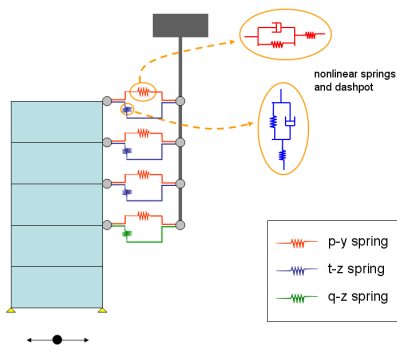 nonlinear springs
and dashpot
p-y spring
t-z spring
q-z spring